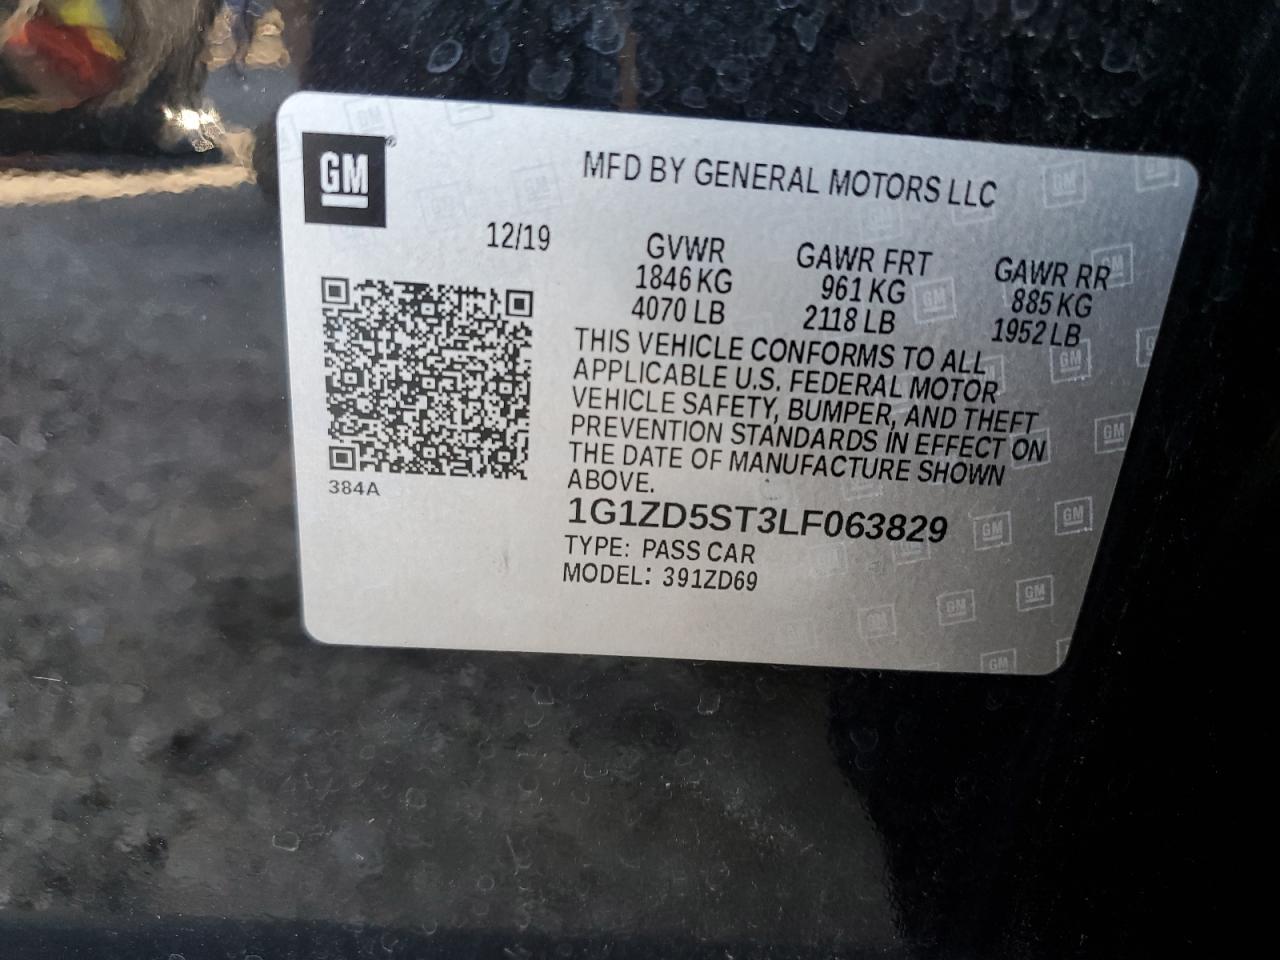 GM
MFD BY GENERAL MOTORS LLC
12/19
GVWR
1846 KG
4070 LB
GAWR FRT
961 KG
2118 LB
GAWR RR
885 KG
1952 LB
THIS VEHICLE CONFORMS TO ALL
APPLICABLE U.S. FEDERAL MOTOR
VEHICLE SAFETY, BUMPER, AND THEFT
PREVENTION STANDARDS IN EFFECT ON
THE DATE OF MANUFACTURE SHOWN
ABOVE.
384A
1G1ZD5ST3LF063829
TYPE: PASS CAR
MODEL: 391ZD69